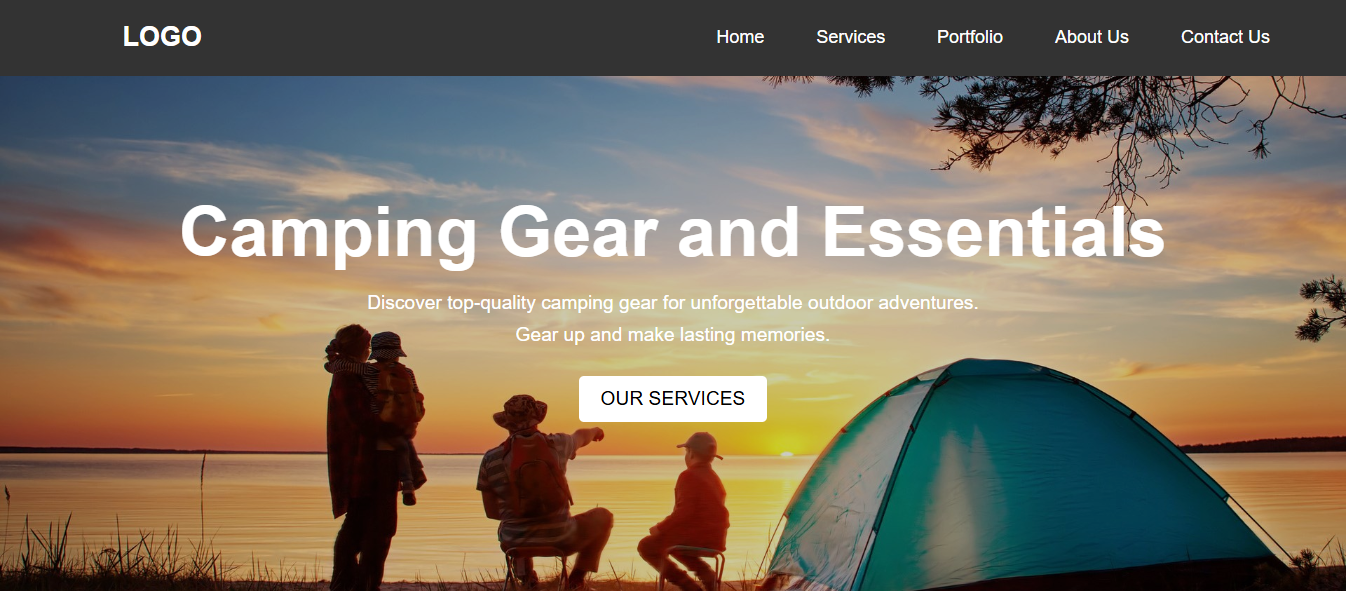 LOGO
Home Services Portfolio About Us Contact Us
Camping Gear and Essentials
Discover top-quality camping gear for unforgettable outdoor adventures.
Gear up and make lasting memories.
OUR SERVICES